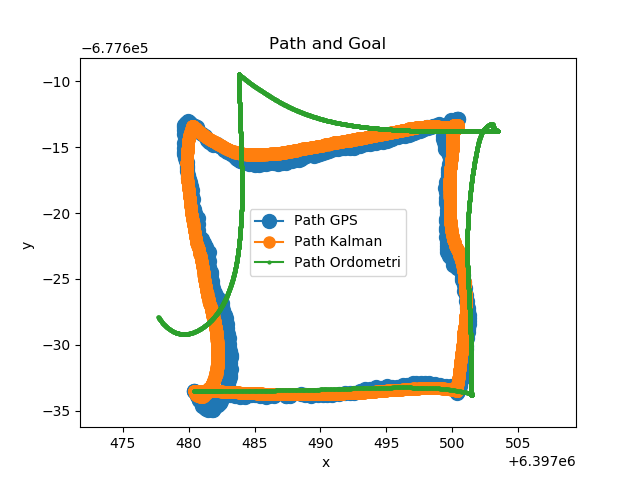 Path and Goal
−6.776e5
−10
−15
−20
−25
−30
−35
y
Path GPS
Path Kalman
Path Ordometri
475
480
485
490
495
500
505
x
+6.397e6